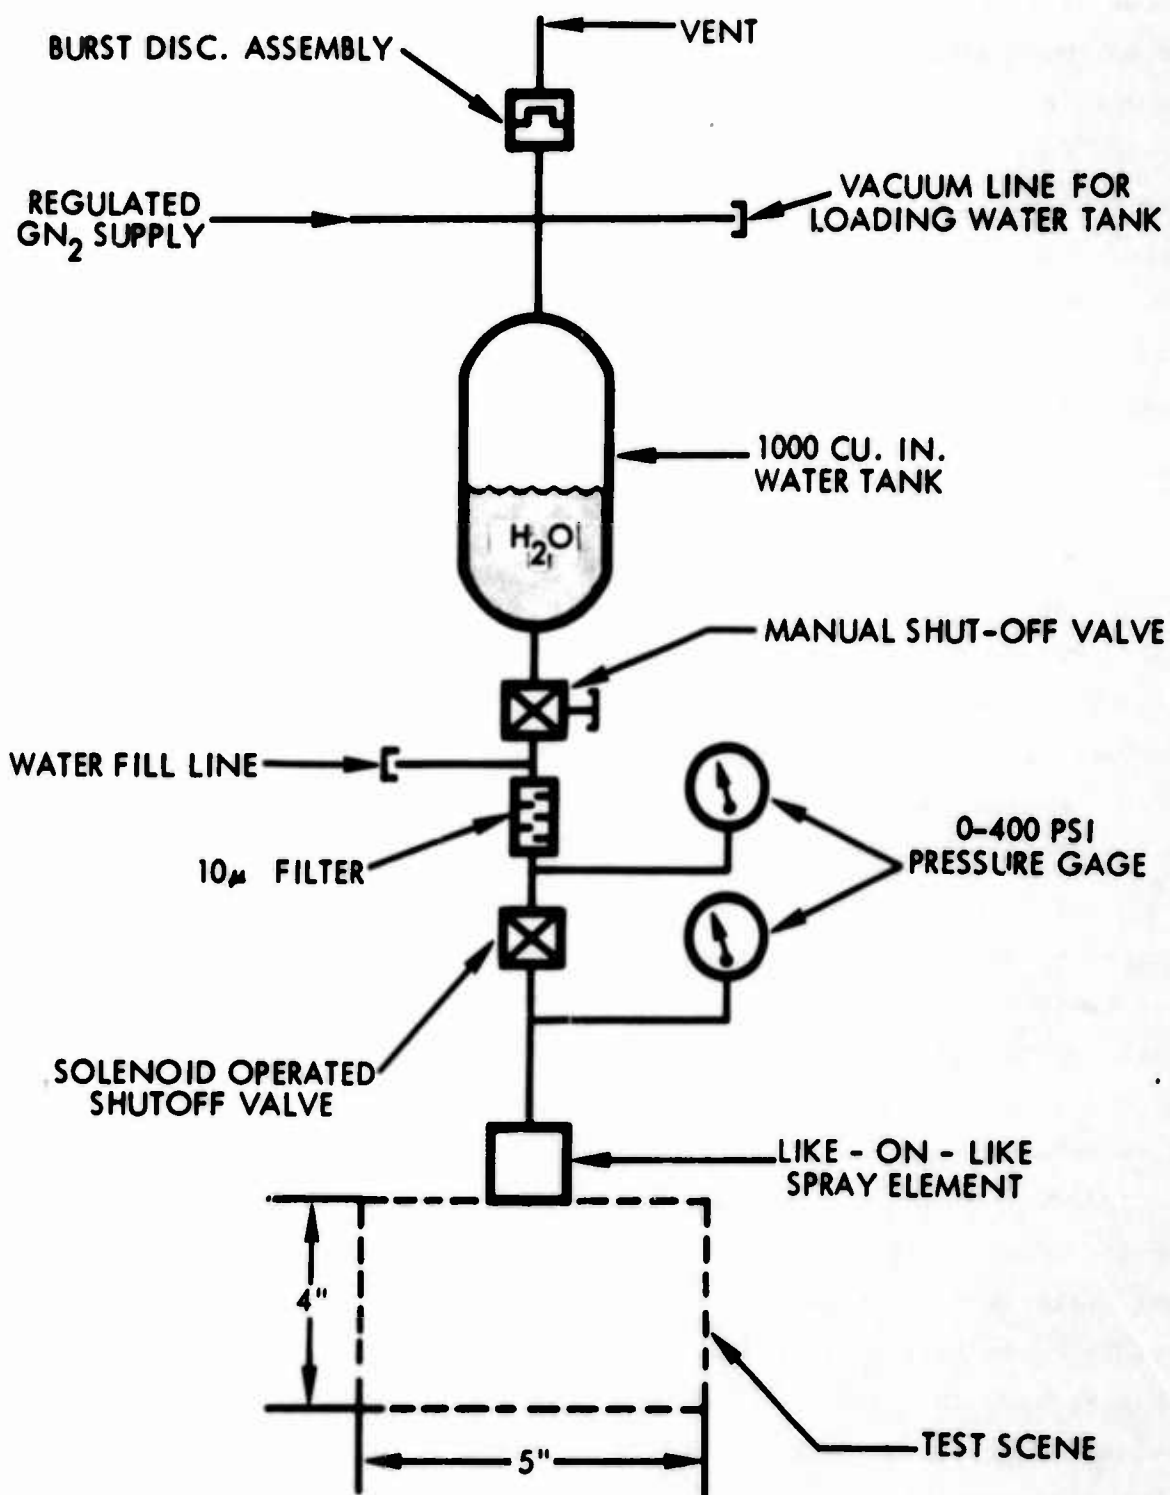 VENT
BURST DISC. ASSEMBLY
REGULATED
GN2 SUPPLY
VACUUM LINE FOR
LOADING WATER TANK
1000 CU. IN.
WATER TANK
H2O
MANUAL SHUT-OFF VALVE
WATER FILL LINE
10μ FILTER
0-400 PSI
PRESSURE GAGE
SOLENOID OPERATED
SHUTOFF VALVE
LIKE - ON - LIKE
SPRAY ELEMENT
4"
5"
TEST SCENE